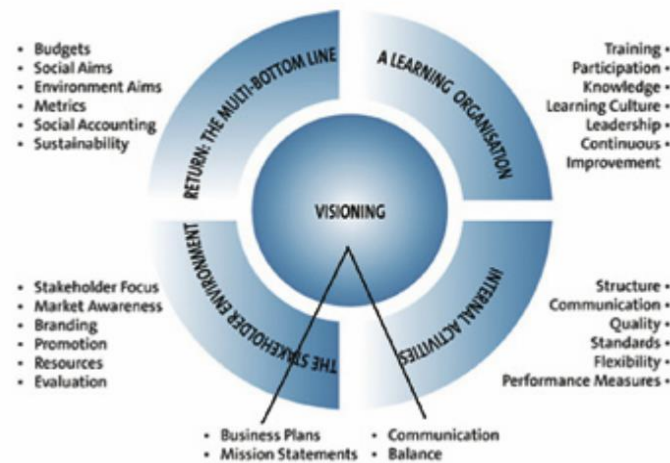 • Budgets
• Social Aims
• Environment Aims
• Metrics
• Social Accounting
• Sustainability
RETURN: THE MULTI-BOTTOM LINE
A LEARNING ORGANISATION
Training •
Participation •
Knowledge •
Learning Culture •
Leadership •
Continuous •
Improvement
VISIONING
• Stakeholder Focus
• Market Awareness
• Branding
• Promotion
• Resources
• Evaluation
THE STAKEHOLDER ENVIRONMENT
INTERNAL ACTIVITIES
Structure •
Communication •
Quality •
Standards •
Flexibility •
Performance Measures •
• Business Plans
• Mission Statements
• Communication
• Balance